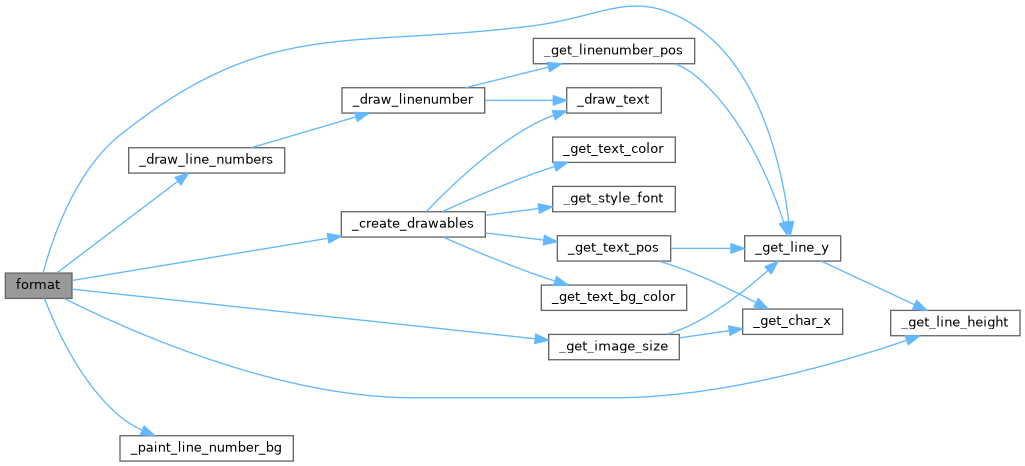 _get_linenumber_pos
_draw_linenumber
_draw_text
_draw_line_numbers
_get_text_color
_get_style_font
_create_drawables
_get_text_pos
_get_line_y
format
_get_text_bg_color
_get_char_x
_get_line_height
_get_image_size
_paint_line_number_bg